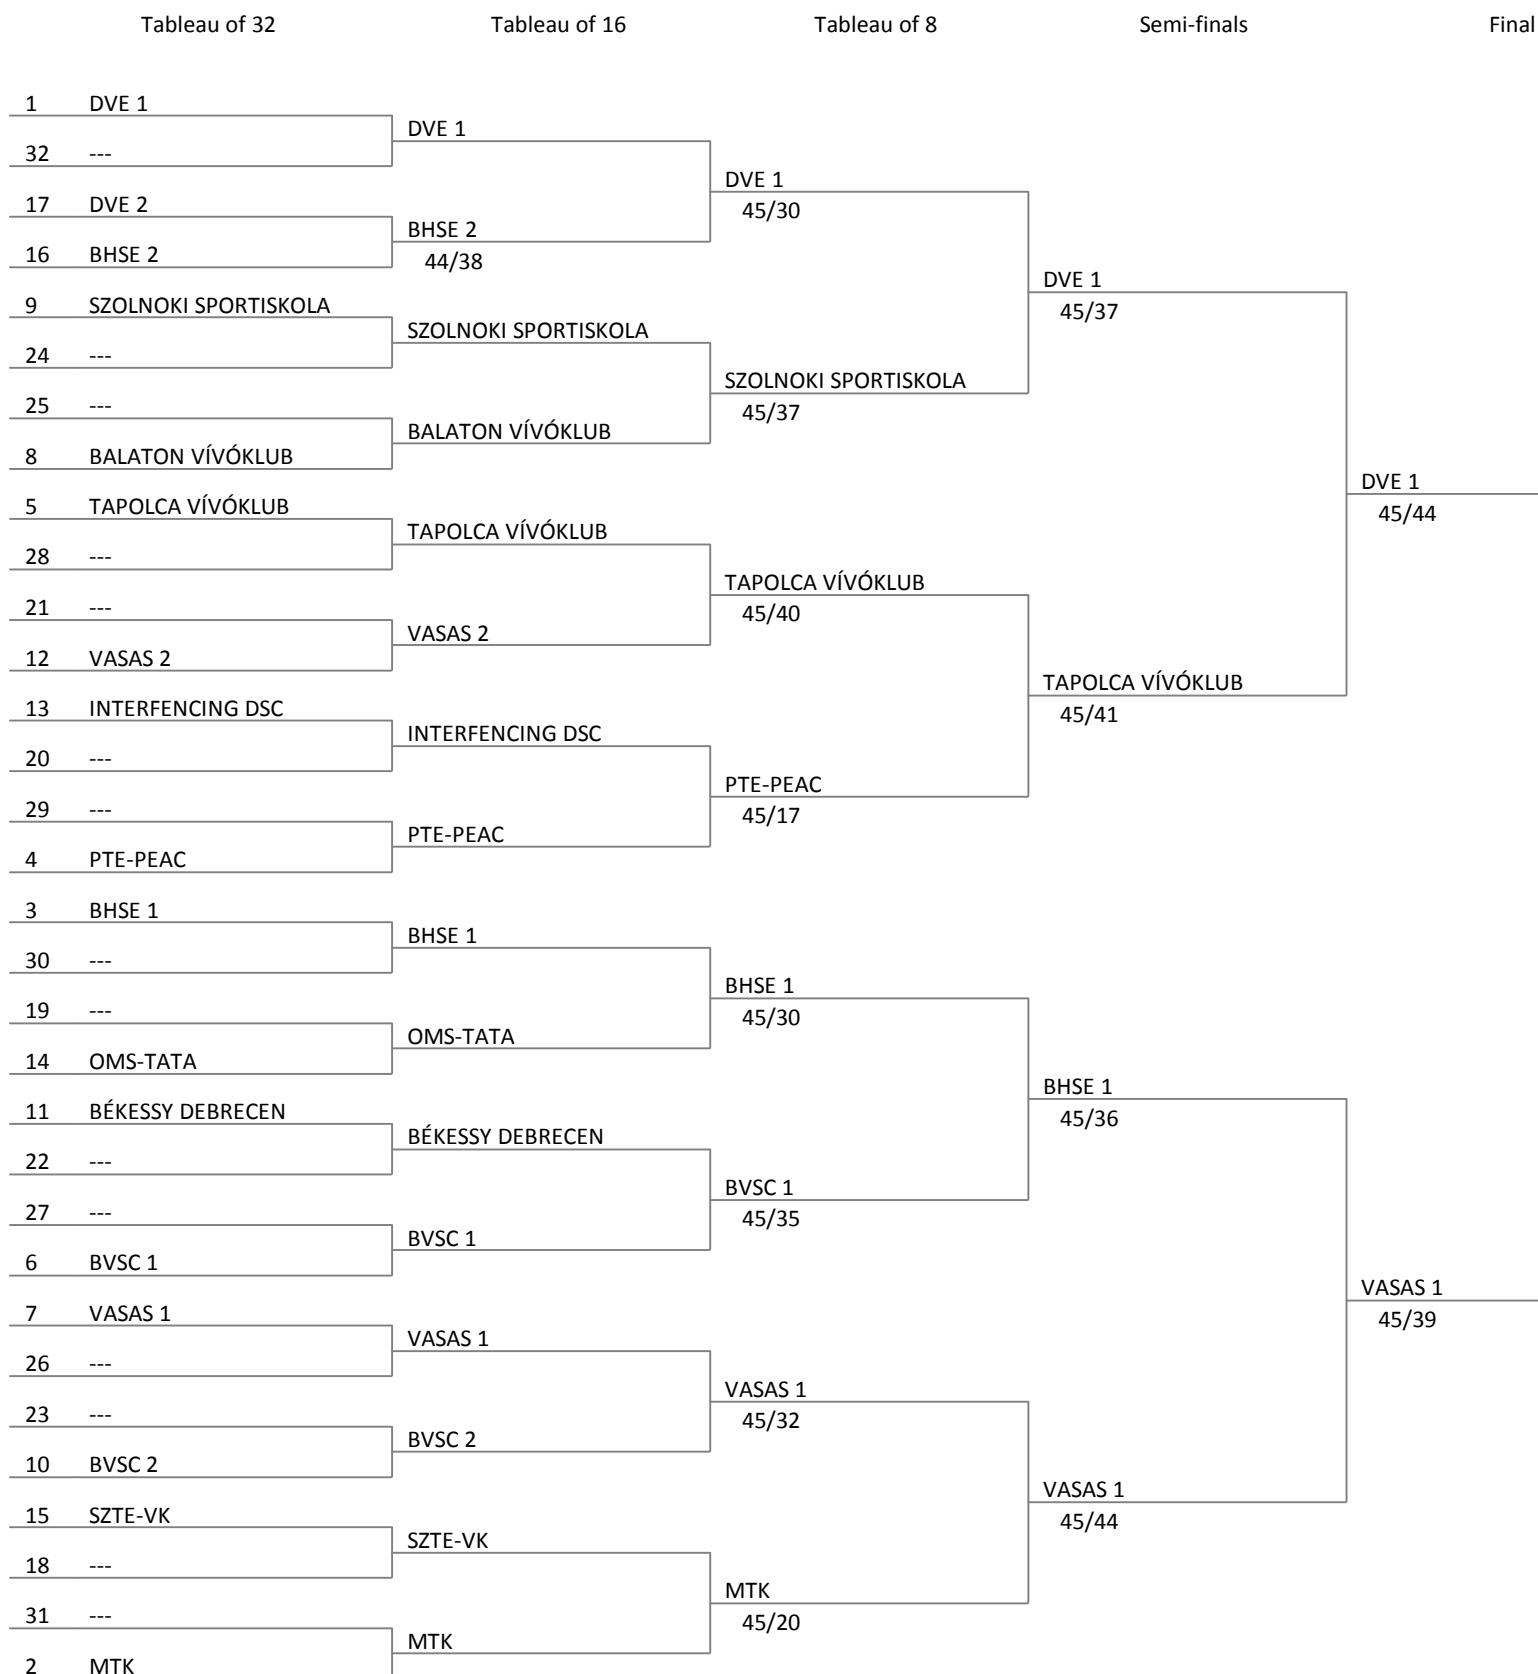 Tableau of 32 Tableau of 16 Tableau of 8 Semi-finals Final
1 DVE 1
DVE 1
32 ---
DVE 1
17 DVE 2
45/30
BHSE 2
16 BHSE 2
44/38
DVE 1
9 SZOLNOKI SPORTISKOLA
45/37
SZOLNOKI SPORTISKOLA
24 ---
SZOLNOKI SPORTISKOLA
25 ---
45/37
BALATON VÍVÓKLUB
8 BALATON VÍVÓKLUB
DVE 1
5 TAPOLCA VÍVÓKLUB
45/44
TAPOLCA VÍVÓKLUB
28 ---
TAPOLCA VÍVÓKLUB
21 ---
45/40
VASAS 2
12 VASAS 2
TAPOLCA VÍVÓKLUB
13 INTERFENCING DSC
45/41
INTERFENCING DSC
20 ---
PTE-PEAC
29 ---
45/17
PTE-PEAC
4 PTE-PEAC
3 BHSE 1
BHSE 1
30 ---
BHSE 1
19 ---
45/30
OMS-TATA
14 OMS-TATA
BHSE 1
11 BÉKESSY DEBRECEN
45/36
BÉKESSY DEBRECEN
22 ---
BVSC 1
27 ---
45/35
BVSC 1
6 BVSC 1
VASAS 1
7 VASAS 1
45/39
VASAS 1
26 ---
VASAS 1
23 ---
45/32
BVSC 2
10 BVSC 2
VASAS 1
15 SZTE-VK
45/44
SZTE-VK
18 ---
MTK
31 ---
45/20
MTK
2 MTK